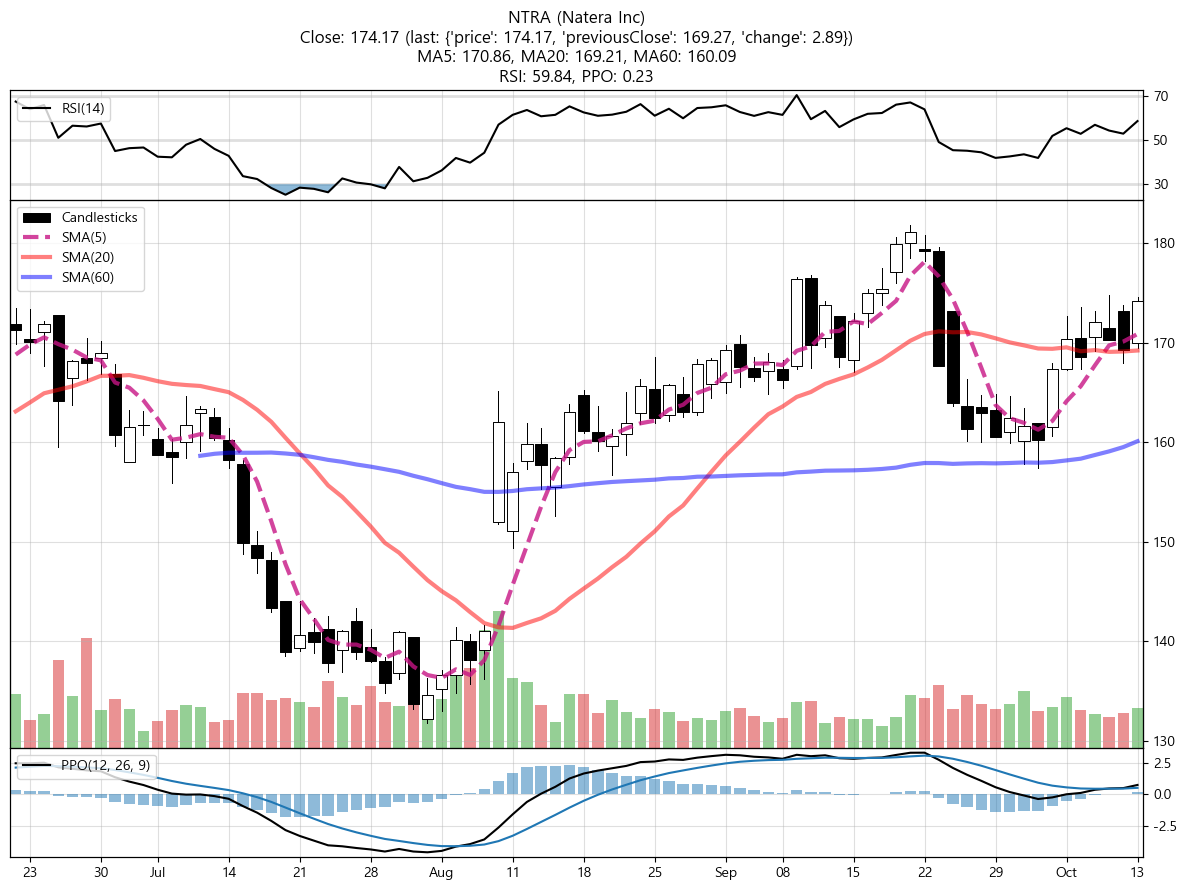 NTRA (Natera Inc)
Close: 174.17 (last: {'price': 174.17, 'previousClose': 169.27, 'change': 2.89})
MA5: 170.86, MA20: 169.21, MA60: 160.09
RSI: 59.84, PPO: 0.23
RSI(14)
70
50
30
Candlesticks
SMA(5)
SMA(20)
SMA(60)
180
170
160
150
140
130
PPO(12, 26, 9)
2.5
0.0
-2.5
23 30 Jul 14 21 28 Aug 11 18 25 Sep 08 15 22 29 Oct 13